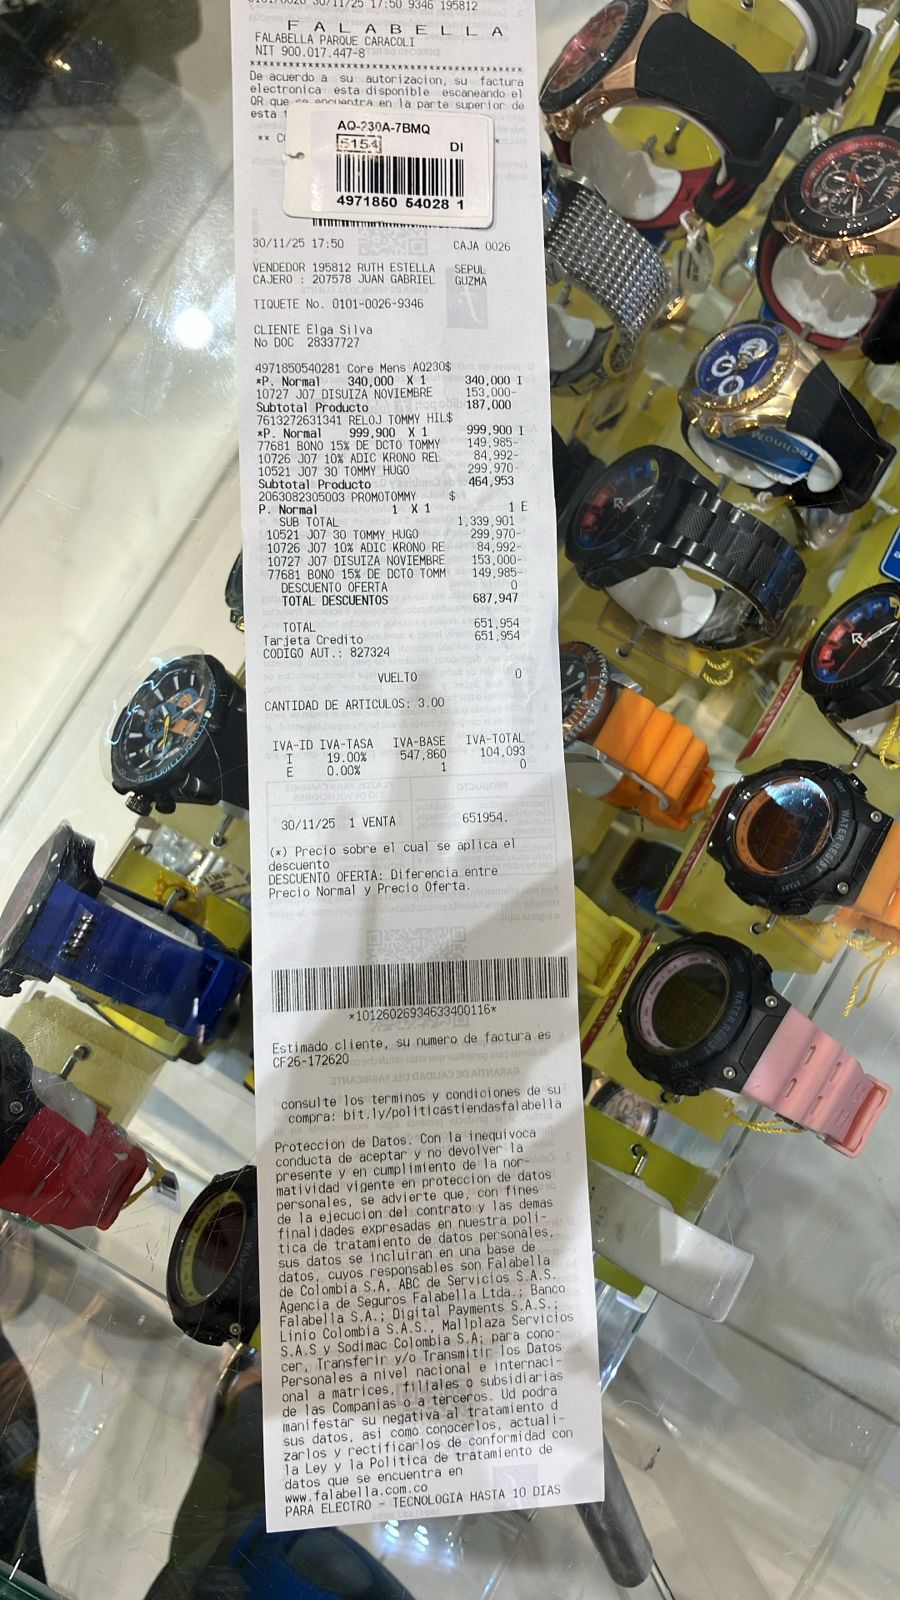 30/11/25 17:50 9346 195812
F A L A B E L L A
FALABELLA PARQUE CARACOLI
NIT 900.017.447-8
****************************************
De acuerdo a su autorizacion, su factura
electronica esta disponible escaneando el
QR que se encuentra en la parte superior de
esta
** C
AQ-230A-7BMQ
5154 DI
4971850 54028 1
30/11/25 17:50 CAJA 0026
VENDEDOR 195812 RUTH ESTELLA SEPUL
CAJERO : 207578 JUAN GABRIEL GUZMA
TIQUETE No. 0101-0026-9346
CLIENTE Elga Silva
No DOC 28337727
4971850540281 Core Mens AQ230$
*P. Normal 340,000 X 1 340,000 I
10727 J07 DISUIZA NOVIEMBRE 153,000-
Subtotal Producto 187,000
7613272631341 RELOJ TOMMY HIL$
*P. Normal 999,900 X 1 999,900 I
77681 BONO 15% DE DCTO TOMMY 149,985-
10726 J07 10% ADIC KRONO REL 84,992-
10521 J07 30 TOMMY HUGO 299,970-
Subtotal Producto 464,953
2063082305003 PROMOTOMMY $
P. Normal 1 X 1 1 E
SUB TOTAL 1,339,901
10521 J07 30 TOMMY HUGO 299,970-
10726 J07 10% ADIC KRONO RE 84,992-
10727 J07 DISUIZA NOVIEMBRE 153,000-
77681 BONO 15% DE DCTO TOMM 149,985-
DESCUENTO OFERTA 0
TOTAL DESCUENTOS 687,947
TOTAL 651,954
Tarjeta Credito 651,954
CODIGO AUT.: 827324
VUELTO 0
CANTIDAD DE ARTICULOS: 3.00
IVA-ID IVA-TASA IVA-BASE IVA-TOTAL
I 19.00% 547,860 104,093
E 0.00% 1 0
30/11/25 1 VENTA 651954.
(*) Precio sobre el cual se aplica el
descuento
DESCUENTO OFERTA: Diferencia entre
Precio Normal y Precio Oferta.
*10126026934633400116*
Estimado cliente, su numero de factura es
CF26-172620
consulte los terminos y condiciones de su
compra: bit.ly/politicastiendasfalabella
Proteccion de Datos. Con la inequivoca
conducta de aceptar y no devolver la
presente y en cumplimiento de la nor-
matividad vigente en proteccion de datos
personales, se advierte que, con fines
de la ejecucion del contrato y las demas
finalidades expresadas en nuestra poli-
tica de tratamiento de datos personales,
sus datos se incluiran en una base de
datos, cuyos responsables son Falabella
de Colombia S.A, ABC de Servicios S.A.S.
Agencia de Seguros Falabella Ltda.; Banco
Falabella S.A.; Digital Payments S.A.S.;
Linio Colombia S.A.S., Mallplaza Servicios
S.A.S y Sodimac Colombia S.A; para cono-
cer, Transferir y/o Transmitir los Datos
Personales a nivel nacional e internaci-
onal a matrices, filiales o subsidiarias
de las Companias o a terceros. Ud podra
manifestar su negativa al tratamiento d
sus datos, asi como conocerlos, actuali-
zarlos y rectificarlos de conformidad con
la Ley y la Politica de tratamiento de
datos que se encuentra en
www.falabella.com.co
PARA ELECTRO - TECNOLOGIA HASTA 10 DIAS
TechnoM
WATER RESIST
START